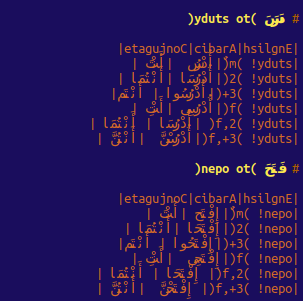 # دَرَسَ (to study)
|English|Arabic|Conjugate|
|study! (m)|أُدْرُسْ | أَنْتَ |
|study! (2)|أُدْرُسَا | أَنْتُمَا |
|study! (3+)|أُدْرُسُوا | أَنْتُم|
|study! (f)|أُدْرُسِي | أَنْتِ |
|study! (f,2)|أُدْرُسَا | أَنْتُمَا |
|study! (f,3+)|أُدْرُسْنَ | أَنْتُنَّ |
# فَتَحَ (to open)
|English|Arabic|Conjugate|
|open! (m)|إِفْتَح | أَنْتَ |
|open! (2)|إِفْتَحَا | أَنْتُمَا |
|open! (3+)|إِفْتَحُوا | أَنْتُم|
|open! (f)|إِفْتَحِي | أَنْتِ |
|open! (f,2)| إِفْتَحَا | أَنْتُمَا |
|open! (f,3+)| إِفْتَحْنَ | أَنْتُنَّ |